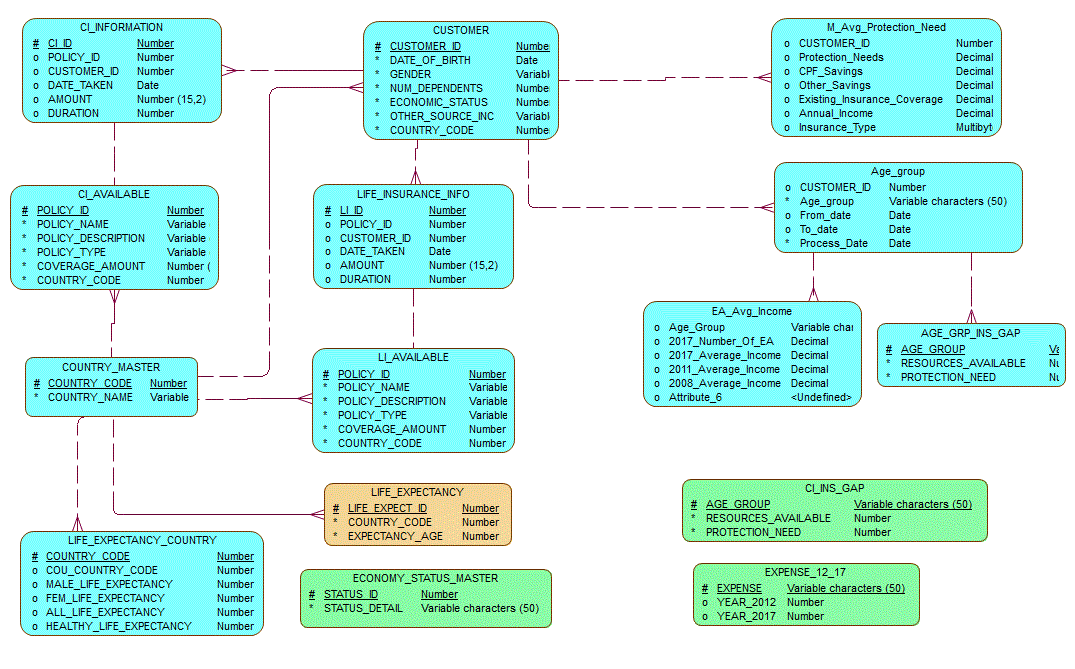 CI_INFORMATION
# CI_ID Number
o POLICY_ID Number
o CUSTOMER_ID Number
o DATE_TAKEN Date
o AMOUNT Number (15,2)
o DURATION Number
CUSTOMER
# CUSTOMER_ID Numbe
* DATE_OF_BIRTH Date
* GENDER Variabl
* NUM_DEPENDENTS Numbe
* ECONOMIC_STATUS Numbe
* OTHER_SOURCE_INC Variabl
* COUNTRY_CODE Numbe
M_Avg_Protection_Need
o CUSTOMER_ID Number
o Protection_Needs Decimal
o CPF_Savings Decimal
o Other_Savings Decimal
o Existing_Insurance_Coverage Decimal
o Annual_Income Decimal
o Insurance_Type Multibyt
CI_AVAILABLE
# POLICY_ID Number
* POLICY_NAME Variable
* POLICY_DESCRIPTION Variable
* POLICY_TYPE Variable
* COVERAGE_AMOUNT Number (
* COUNTRY_CODE Number
LIFE_INSURANCE_INFO
# LI_ID Number
o POLICY_ID Number
o CUSTOMER_ID Number
o DATE_TAKEN Date
o AMOUNT Number (15,2)
o DURATION Number
Age_group
o CUSTOMER_ID Number
* Age_group Variable characters (50)
o From_date Date
o To_date Date
* Process_Date Date
EA_Avg_Income
o Age_Group Variable char
o 2017_Number_Of_EA Decimal
o 2017_Average_Income Decimal
o 2011_Average_Income Decimal
o 2008_Average_Income Decimal
o Attribute_6 <Undefined>
AGE_GRP_INS_GAP
# AGE_GROUP Va
* RESOURCES_AVAILABLE Nu
* PROTECTION_NEED Nu
COUNTRY_MASTER
# COUNTRY_CODE Number
* COUNTRY_NAME Variable
LI_AVAILABLE
# POLICY_ID Number
* POLICY_NAME Variable
* POLICY_DESCRIPTION Variable
* POLICY_TYPE Variable
* COVERAGE_AMOUNT Number
* COUNTRY_CODE Number
LIFE_EXPECTANCY
# LIFE_EXPECT_ID Number
* COUNTRY_CODE Number
* EXPECTANCY_AGE Number
CI_INS_GAP
# AGE_GROUP Variable characters (50)
* RESOURCES_AVAILABLE Number
* PROTECTION_NEED Number
LIFE_EXPECTANCY_COUNTRY
# COUNTRY_CODE Number
o COU_COUNTRY_CODE Number
o MALE_LIFE_EXPECTANCY Number
o FEM_LIFE_EXPECTANCY Number
o ALL_LIFE_EXPECTANCY Number
o HEALTHY_LIFE_EXPECTANCY Number
ECONOMY_STATUS_MASTER
# STATUS_ID Number
* STATUS_DETAIL Variable characters (50)
EXPENSE_12_17
# EXPENSE Variable characters (50)
o YEAR_2012 Number
o YEAR_2017 Number